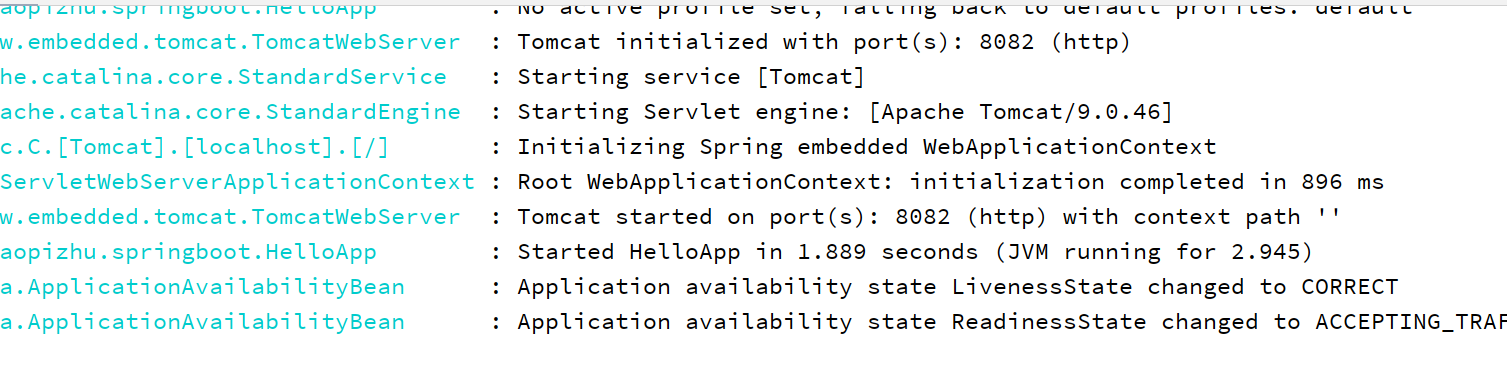 aopizhu.springboot.HelloApp : No active profile set, falling back to default profiles: default
w.embedded.tomcat.TomcatWebServer : Tomcat initialized with port(s): 8082 (http)
he.catalina.core.StandardService : Starting service [Tomcat]
ache.catalina.core.StandardEngine : Starting Servlet engine: [Apache Tomcat/9.0.46]
c.C.[Tomcat].[localhost].[/] : Initializing Spring embedded WebApplicationContext
ServletWebServerApplicationContext : Root WebApplicationContext: initialization completed in 896 ms
w.embedded.tomcat.TomcatWebServer : Tomcat started on port(s): 8082 (http) with context path ''
aopizhu.springboot.HelloApp : Started HelloApp in 1.889 seconds (JVM running for 2.945)
a.ApplicationAvailabilityBean : Application availability state LivenessState changed to CORRECT
a.ApplicationAvailabilityBean : Application availability state ReadinessState changed to ACCEPTING_TRAF